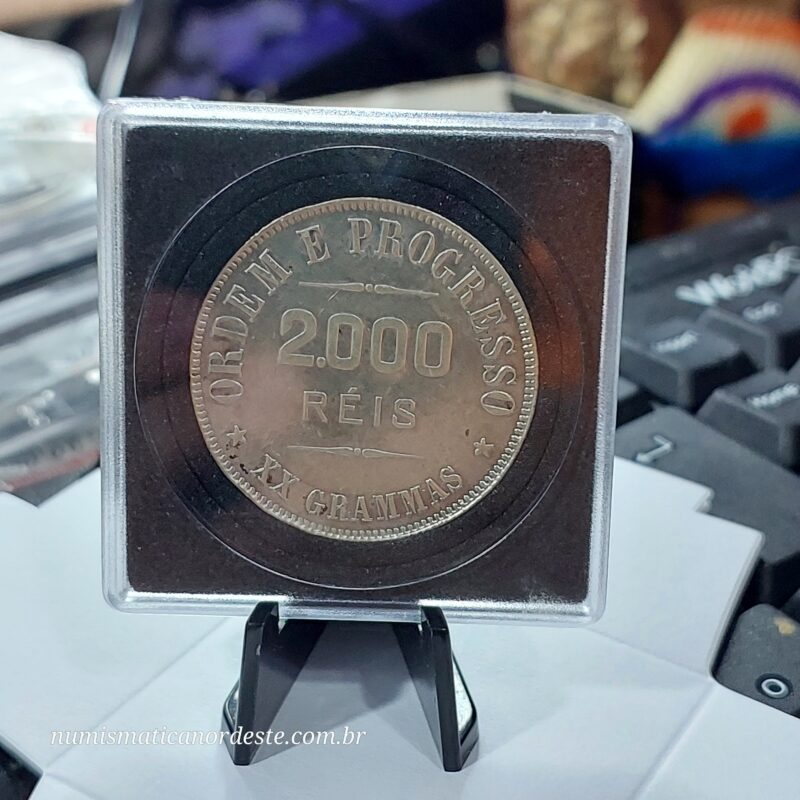 ORDEM E PROGRESSO
2.000
RÉIS
XX GRAMMAS
numismaticanordeste.com.br